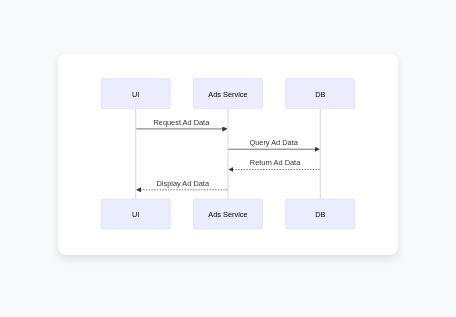 UI
Ads Service
DB
Request Ad Data
Query Ad Data
Return Ad Data
Display Ad Data
UI
Ads Service
DB